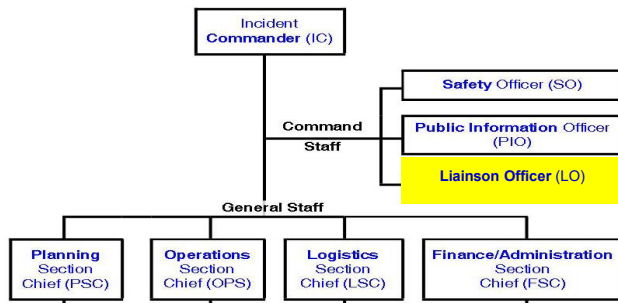 Incident
Commander (IC)
Safety Officer (SO)
Command
Staff
Public Information Officer
(PIO)
Liainson Officer (LO)
General Staff
Planning
Section
Chief (PSC)
Operations
Section
Chief (OPS)
Logistics
Section
Chief (LSC)
Finance/Administration
Section
Chief (FSC)